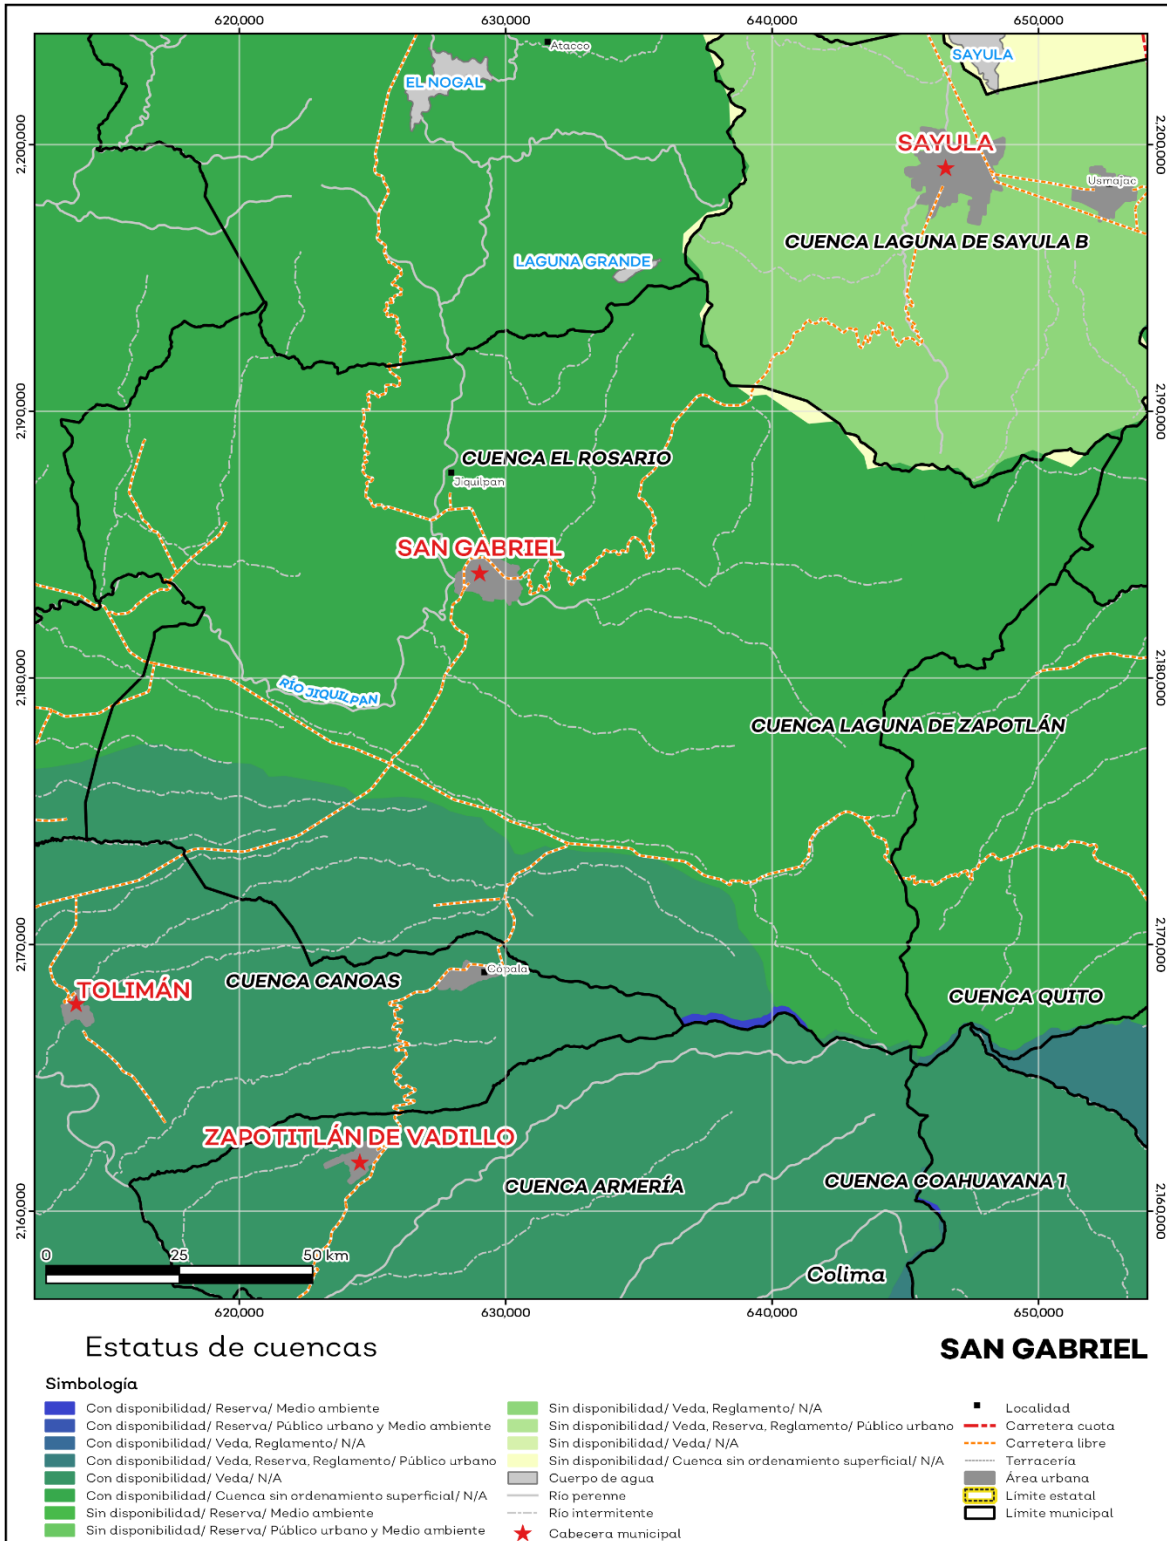 620,000 630,000 640,000 650,000
Atacco
SAYULA
EL NOGAL
2,200,000 2,200,000
SAYULA
Usmajac
CUENCA LAGUNA DE SAYULA B
LAGUNA GRANDE
2,190,000 2,190,000
CUENCA EL ROSARIO
Jiquilpan
SAN GABRIEL
2,180,000 2,180,000
RÍO JIQUILPAN
CUENCA LAGUNA DE ZAPOTLÁN
2,170,000 2,170,000
Cópala
CUENCA CANOAS
TOLIMÁN
CUENCA QUITO
ZAPOTITLÁN DE VADILLO
CUENCA ARMERÍA
CUENCA COAHUAYANA 1
2,160,000 2,160,000
0 25 50 km
Colima
620,000 630,000 640,000 650,000
Estatus de cuencas
SAN GABRIEL
Simbología
Con disponibilidad/ Reserva/ Medio ambiente
Con disponibilidad/ Reserva/ Público urbano y Medio ambiente
Con disponibilidad/ Veda, Reglamento/ N/A
Con disponibilidad/ Veda, Reserva, Reglamento/ Público urbano
Con disponibilidad/ Veda/ N/A
Con disponibilidad/ Cuenca sin ordenamiento superficial/ N/A
Sin disponibilidad/ Reserva/ Medio ambiente
Sin disponibilidad/ Reserva/ Público urbano y Medio ambiente
Sin disponibilidad/ Veda, Reglamento/ N/A
Sin disponibilidad/ Veda, Reserva, Reglamento/ Público urbano
Sin disponibilidad/ Veda/ N/A
Sin disponibilidad/ Cuenca sin ordenamiento superficial/ N/A
Cuerpo de agua
Río perenne
Río intermitente
Cabecera municipal
Localidad
Carretera cuota
Carretera libre
Terracería
Área urbana
Límite estatal
Límite municipal